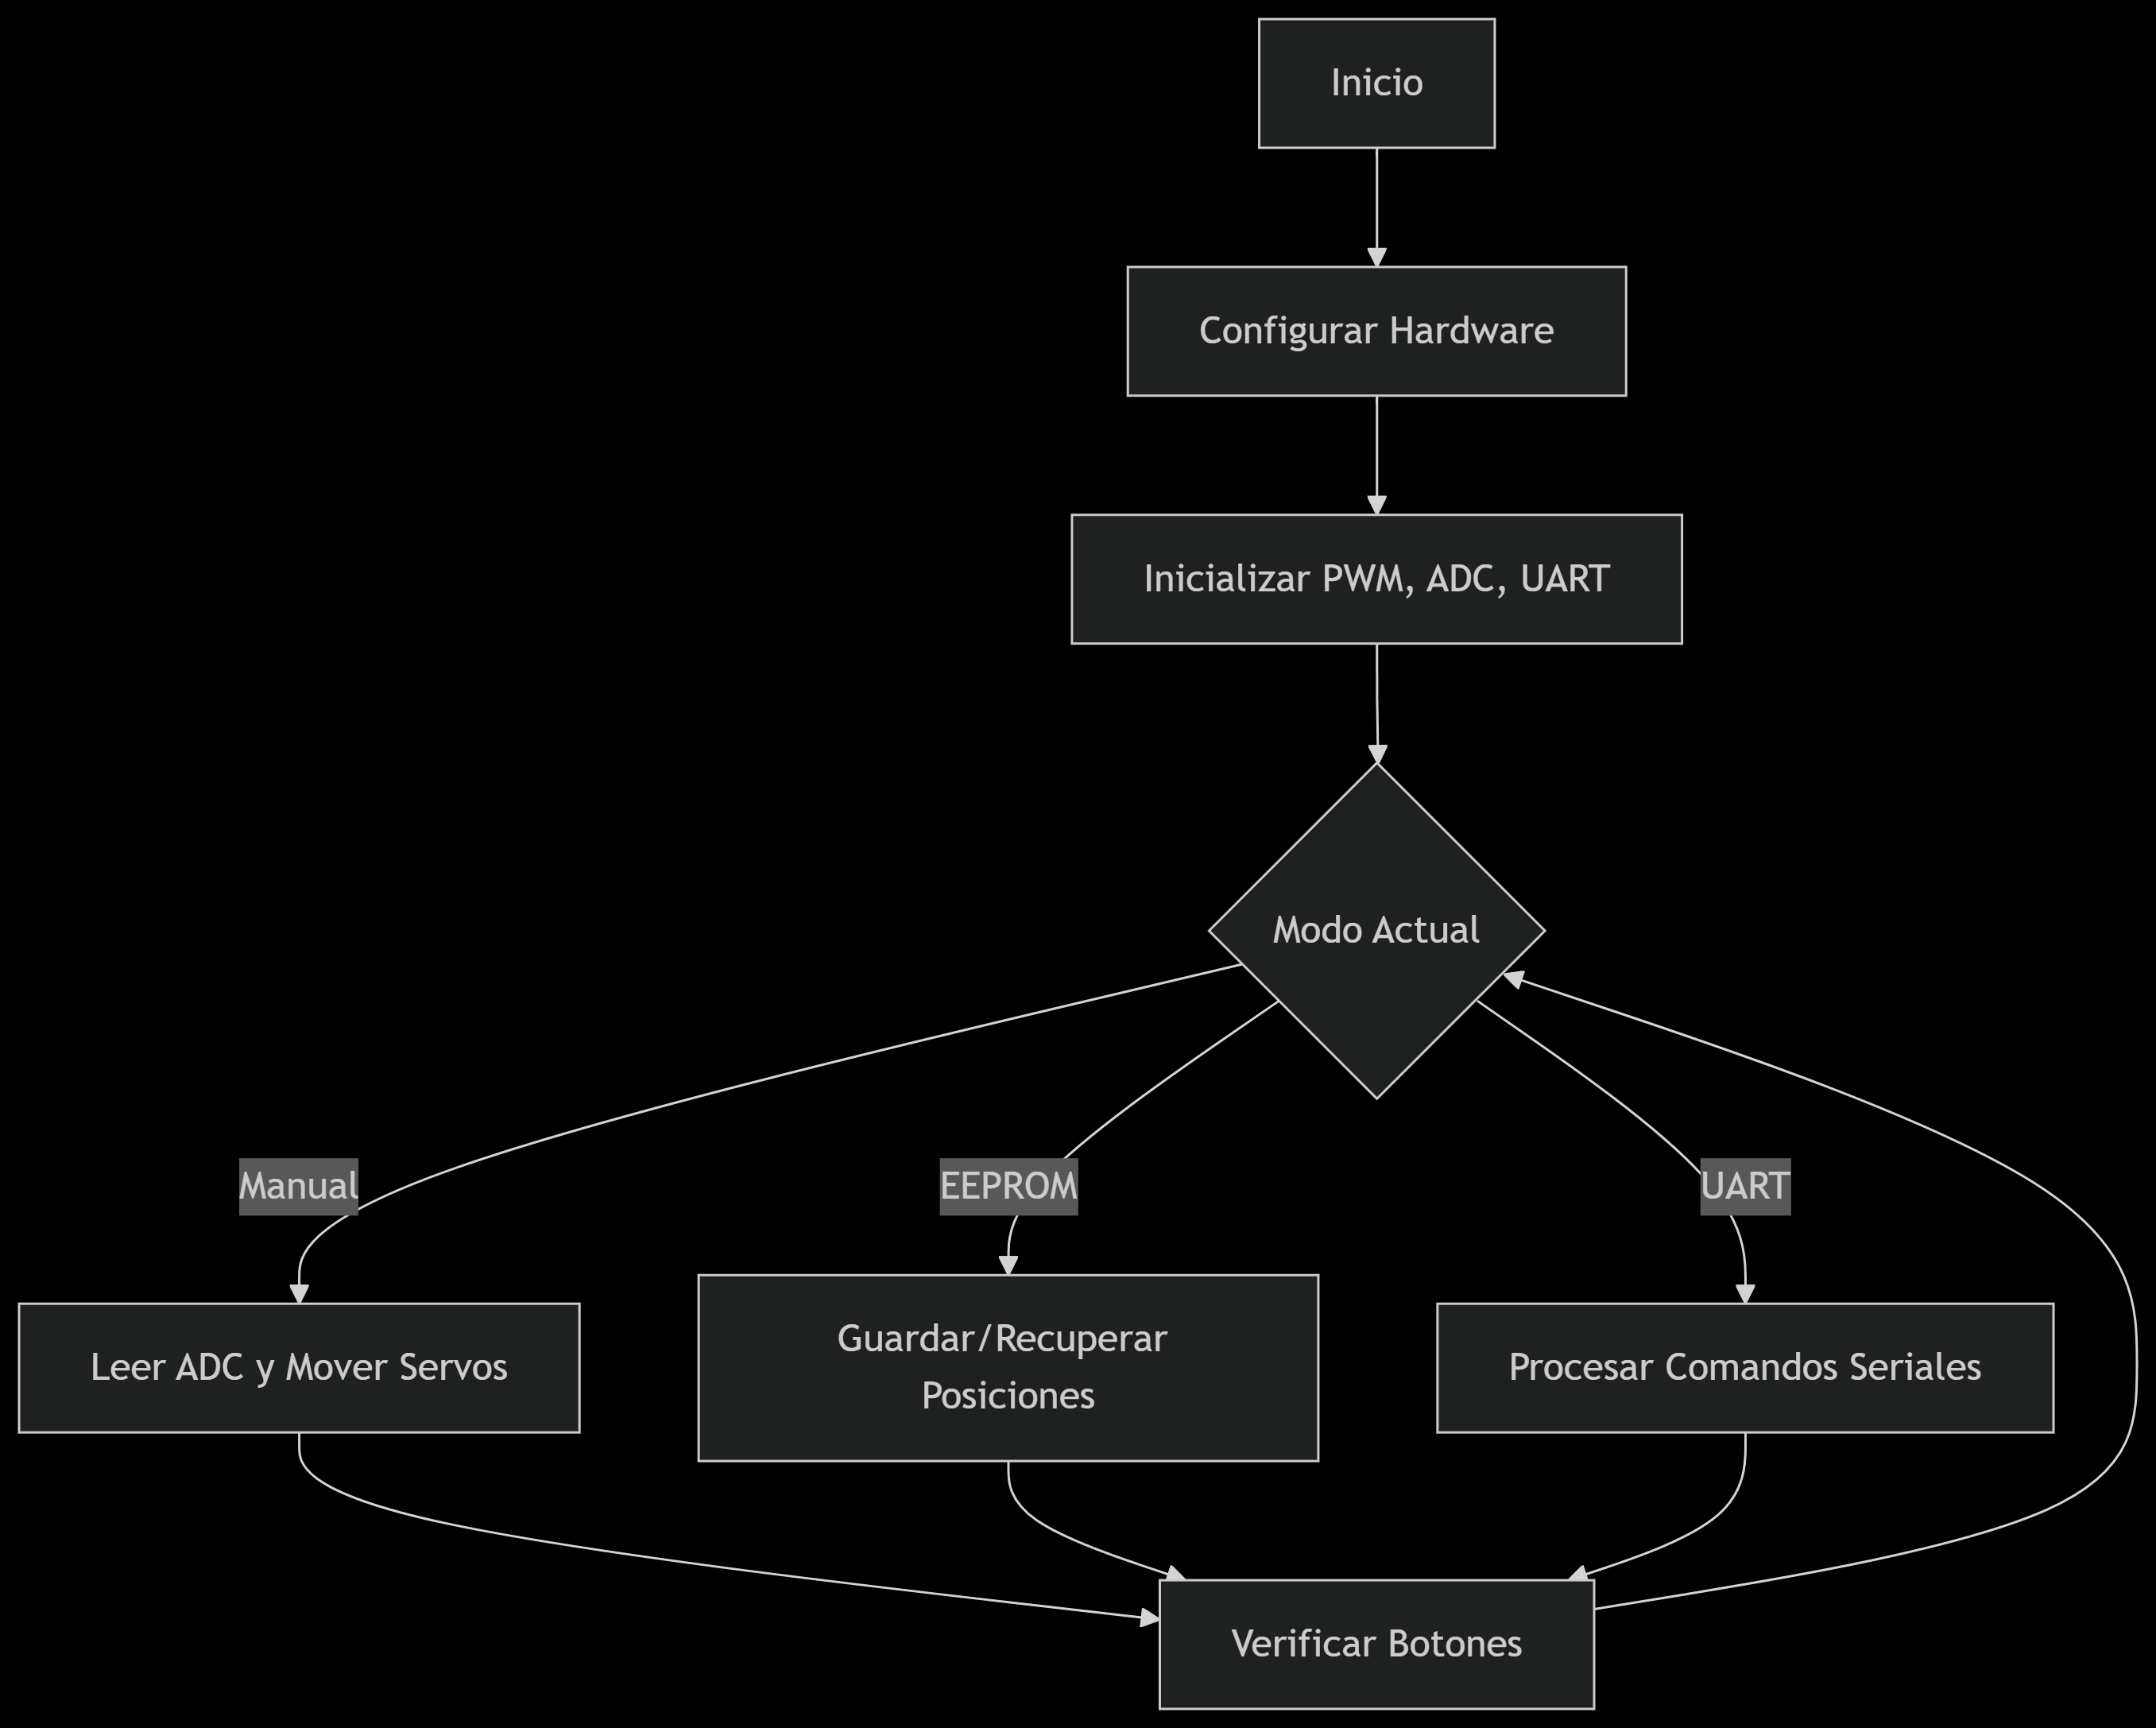 Inicio
Configurar Hardware
Inicializar PWM, ADC, UART
Modo Actual
Manual
EEPROM
UART
Leer ADC y Mover Servos
Guardar/Recuperar
Posiciones
Procesar Comandos Seriales
Verificar Botones